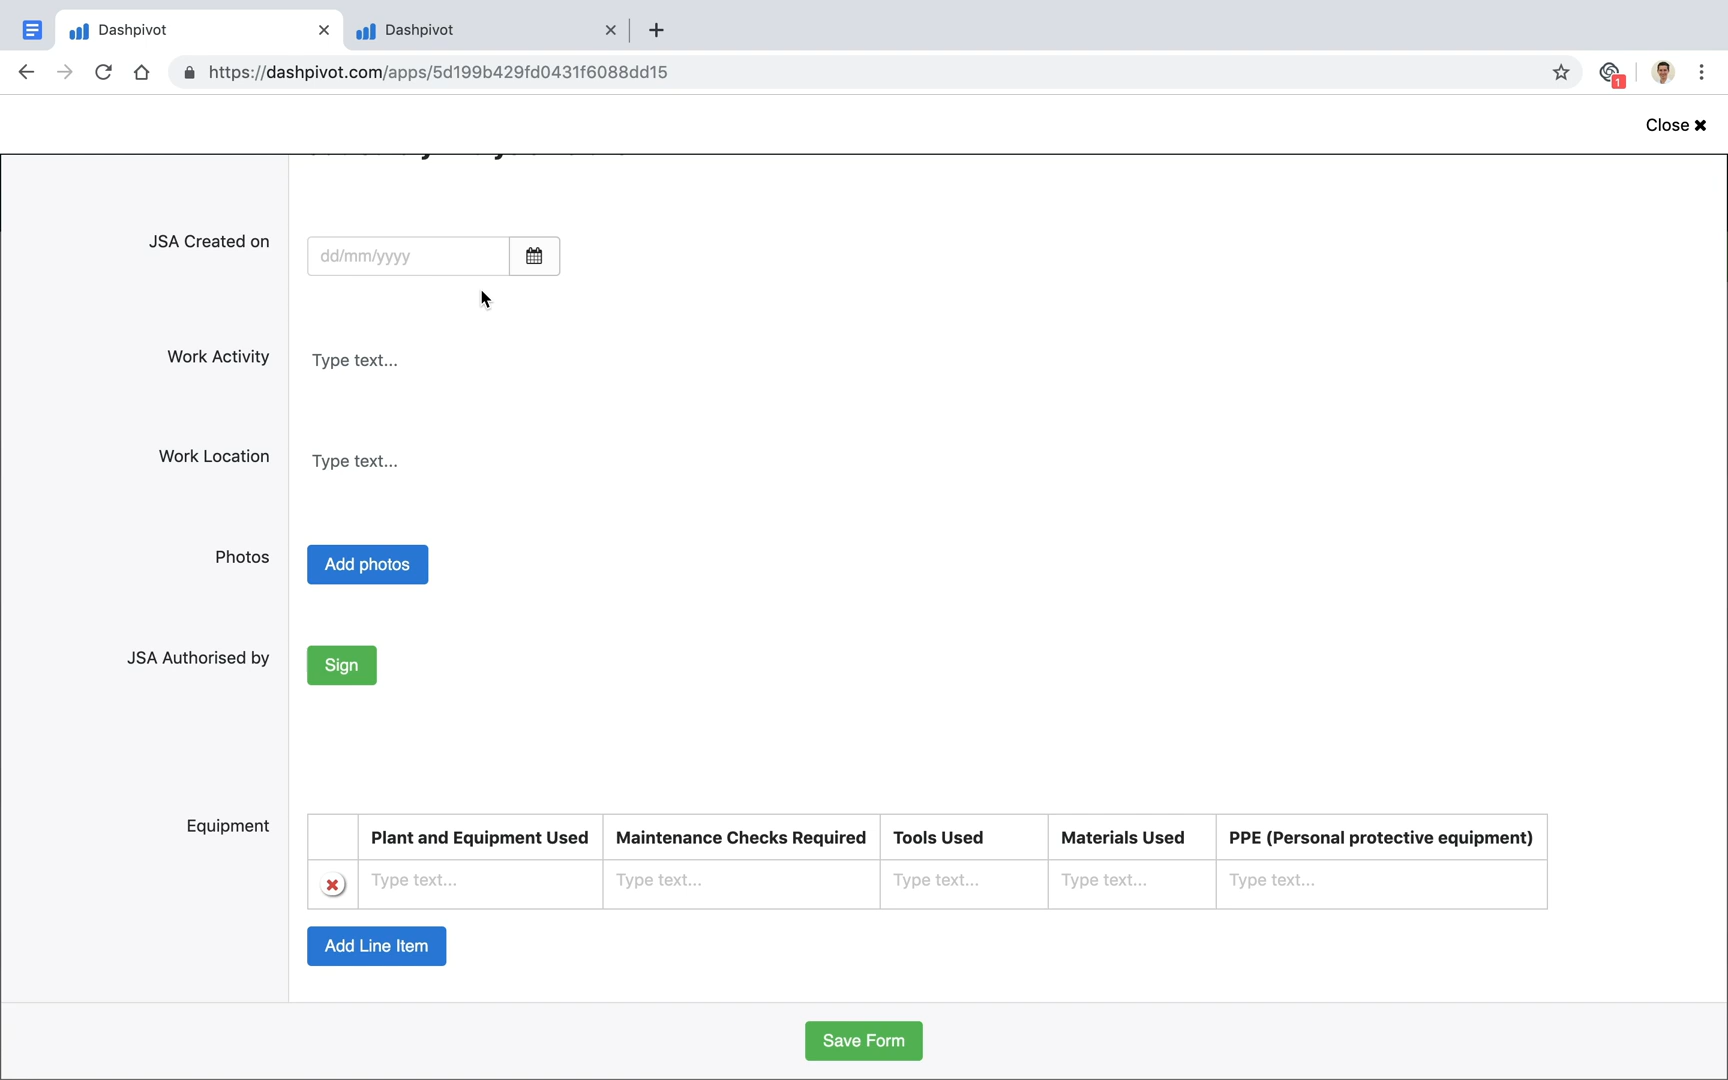 Dashpivot
Dashpivot
https://dashpivot.com/apps/5d199b429fd0431f6088dd15
1
Close
JSA Created on
dd/mm/yyyy
Work Activity
Type text...
Work Location
Type text...
Photos
Add photos
JSA Authorised by
Sign
Equipment
Plant and Equipment Used Maintenance Checks Required Tools Used Materials Used PPE (Personal protective equipment)
Type text... Type text... Type text... Type text... Type text...
Add Line Item
Save Form